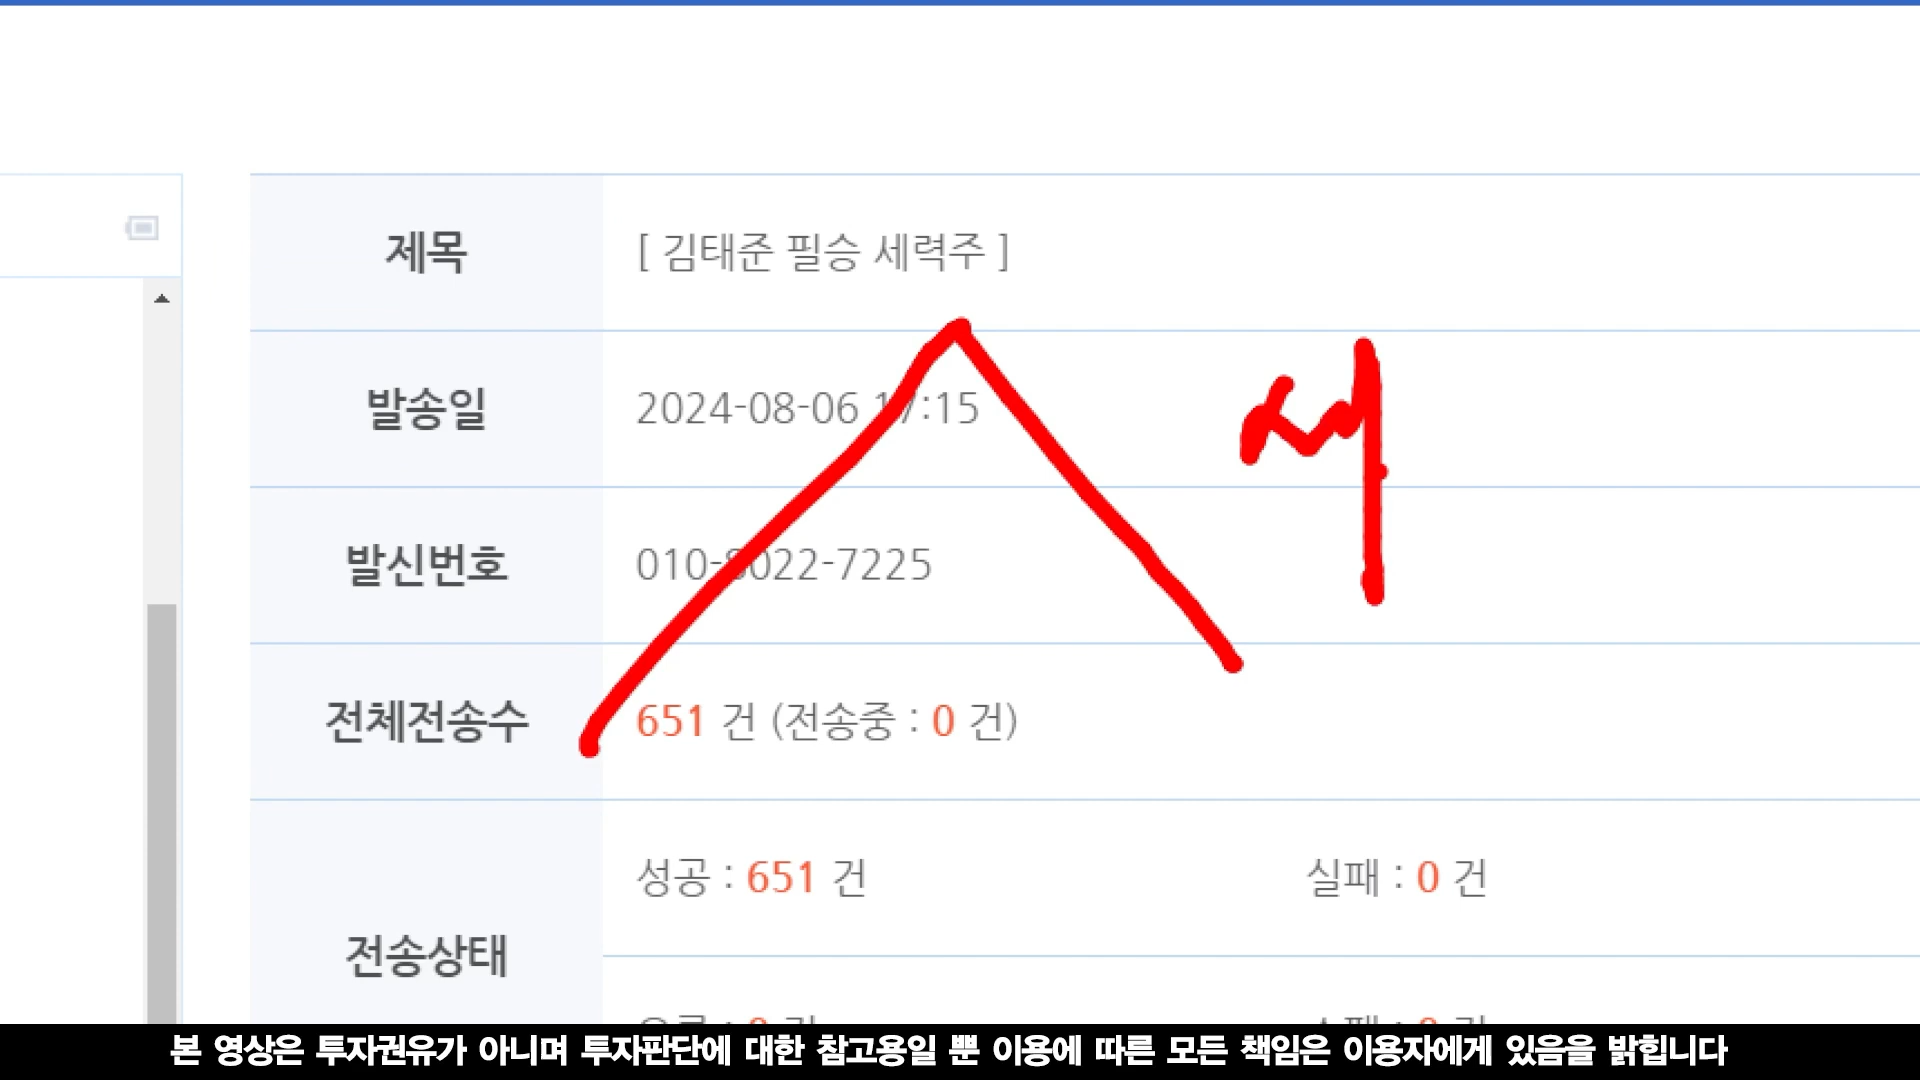 제목 [ 김태준 필승 세력주 ]
발송일 2024-08-06 17:15
발신번호 010-8022-7225
전체전송수 651 건 (전송중 : 0 건)
성공 : 651 건 실패 : 0 건
전송상태
본 영상은 투자권유가 아니며 투자판단에 대한 참고용일 뿐 이용에 따른 모든 책임은 이용자에게 있음을 밝힙니다